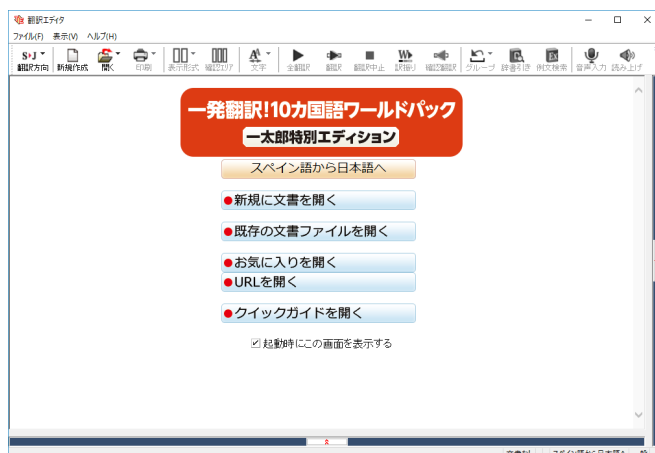 翻訳エディタ
ファイル(F) 表示(V) ヘルプ(H)
S›J
翻訳方向 新規作成 開く 印刷 表示形式 確認エリア 文字 全翻訳 翻訳 翻訳中止 訳振り 確認翻訳 グループ 辞書引き 例文検索 音声入力 読み上げ
一発翻訳!10カ国語ワールドパック
一太郎特別エディション
スペイン語から日本語へ
新規に文書を開く
既存の文書ファイルを開く
お気に入りを開く
URLを開く
クイックガイドを開く
起動時にこの画面を表示する